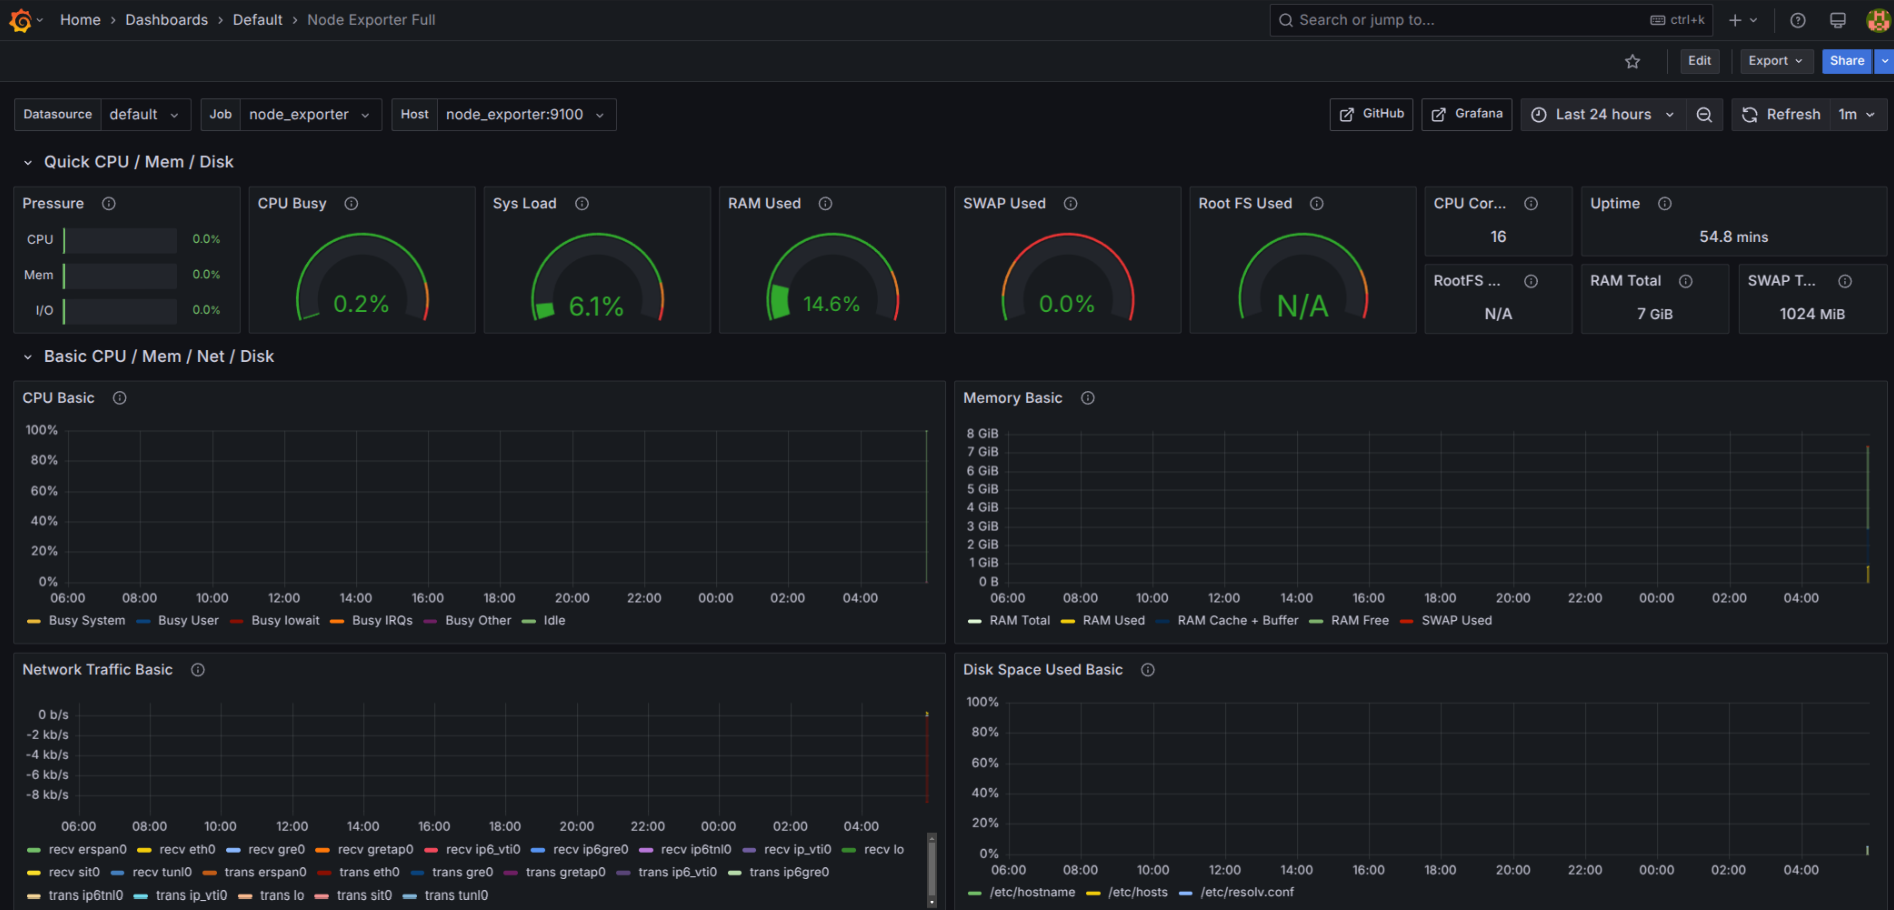 Home › Dashboards › Default › Node Exporter Full
Search or jump to...
ctrl+k
Edit
Export
Share
Datasource default
Job node_exporter
Host node_exporter:9100
GitHub
Grafana
Last 24 hours
Refresh 1m
Quick CPU / Mem / Disk
Pressure
CPU 0.0%
Mem 0.0%
I/O 0.0%
CPU Busy
0.2%
Sys Load
6.1%
RAM Used
14.6%
SWAP Used
0.0%
Root FS Used
N/A
CPU Cor...
16
Uptime
54.8 mins
RootFS ...
N/A
RAM Total
7 GiB
SWAP T...
1024 MiB
Basic CPU / Mem / Net / Disk
CPU Basic
100%
80%
60%
40%
20%
0%
06:00 08:00 10:00 12:00 14:00 16:00 18:00 20:00 22:00 00:00 02:00 04:00
Busy System Busy User Busy Iowait Busy IRQs Busy Other Idle
Memory Basic
8 GiB
7 GiB
6 GiB
5 GiB
4 GiB
3 GiB
2 GiB
1 GiB
0 B
06:00 08:00 10:00 12:00 14:00 16:00 18:00 20:00 22:00 00:00 02:00 04:00
RAM Total RAM Used RAM Cache + Buffer RAM Free SWAP Used
Network Traffic Basic
0 b/s
-2 kb/s
-4 kb/s
-6 kb/s
-8 kb/s
06:00 08:00 10:00 12:00 14:00 16:00 18:00 20:00 22:00 00:00 02:00 04:00
recv erspan0 recv eth0 recv gre0 recv gretap0 recv ip6_vti0 recv ip6gre0 recv ip6tnl0 recv ip_vti0 recv lo
recv sit0 recv tunl0 trans erspan0 trans eth0 trans gre0 trans gretap0 trans ip6_vti0 trans ip6gre0
trans ip6tnl0 trans ip_vti0 trans lo trans sit0 trans tunl0
Disk Space Used Basic
100%
80%
60%
40%
20%
0%
06:00 08:00 10:00 12:00 14:00 16:00 18:00 20:00 22:00 00:00 02:00 04:00
/etc/hostname /etc/hosts /etc/resolv.conf